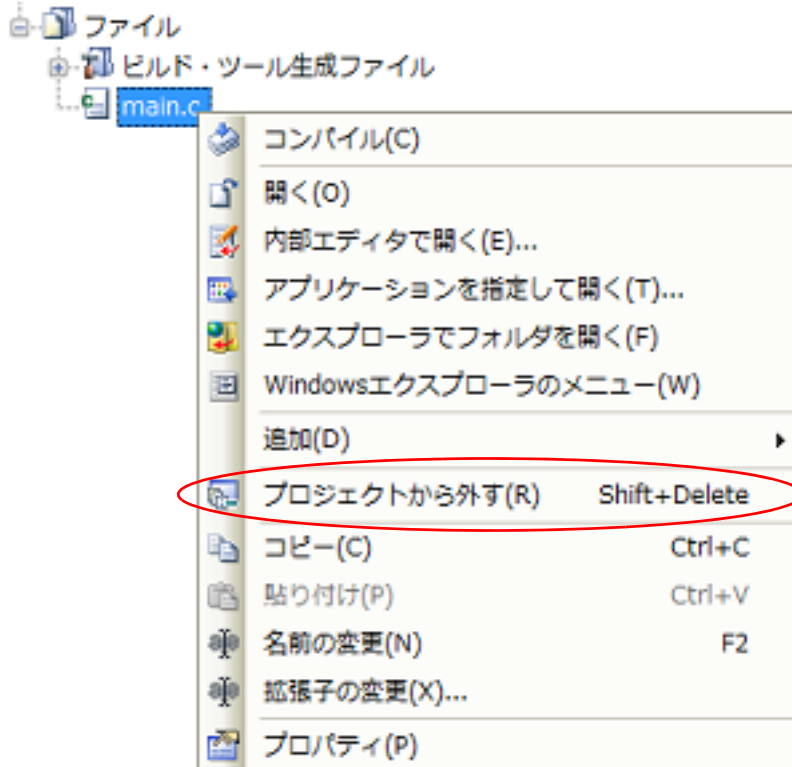 ファイル
ビルド・ツール生成ファイル
main.c
コンパイル(C)
開く(O)
内部エディタで開く(E)...
アプリケーションを指定して開く(T)...
エクスプローラでフォルダを開く(F)
Windowsエクスプローラのメニュー(W)
追加(D)
プロジェクトから外す(R) Shift+Delete
コピー(C) Ctrl+C
貼り付け(P) Ctrl+V
名前の変更(N) F2
拡張子の変更(X)...
プロパティ(P)